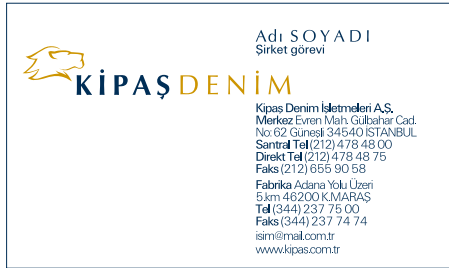 Adı SOYADI
Şirket görevi
KİPAŞ DENİM
Kipaş Denim İşletmeleri A.Ş.
Merkez Evren Mah. Gülbahar Cad.
No: 62 Güneşli 34540 İSTANBUL
Santral Tel (212) 478 48 00
Direkt Tel (212) 478 48 75
Faks (212) 655 90 58
Fabrika Adana Yolu Üzeri
5.km 46200 K.MARAŞ
Tel (344) 237 75 00
Faks (344) 237 74 74
isim@mail.com.tr
www.kipas.com.tr